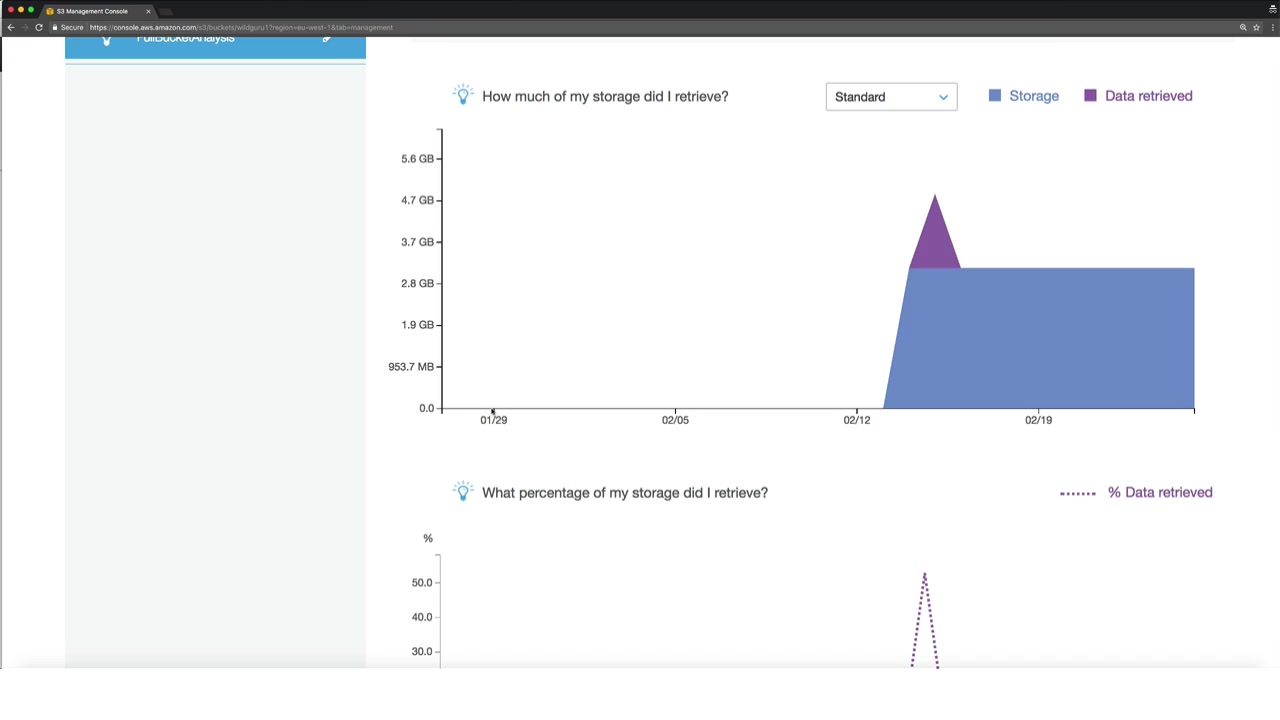 S3 Management Console
Secure https://console.aws.amazon.com/s3/buckets/wildguru1?region=eu-west-1&tab=management
FullBucketAnalysis
How much of my storage did I retrieve?
Standard
Storage
Data retrieved
5.6 GB
4.7 GB
3.7 GB
2.8 GB
1.9 GB
953.7 MB
0.0
01/29
02/05
02/12
02/19
What percentage of my storage did I retrieve?
% Data retrieved
%
50.0
40.0
30.0